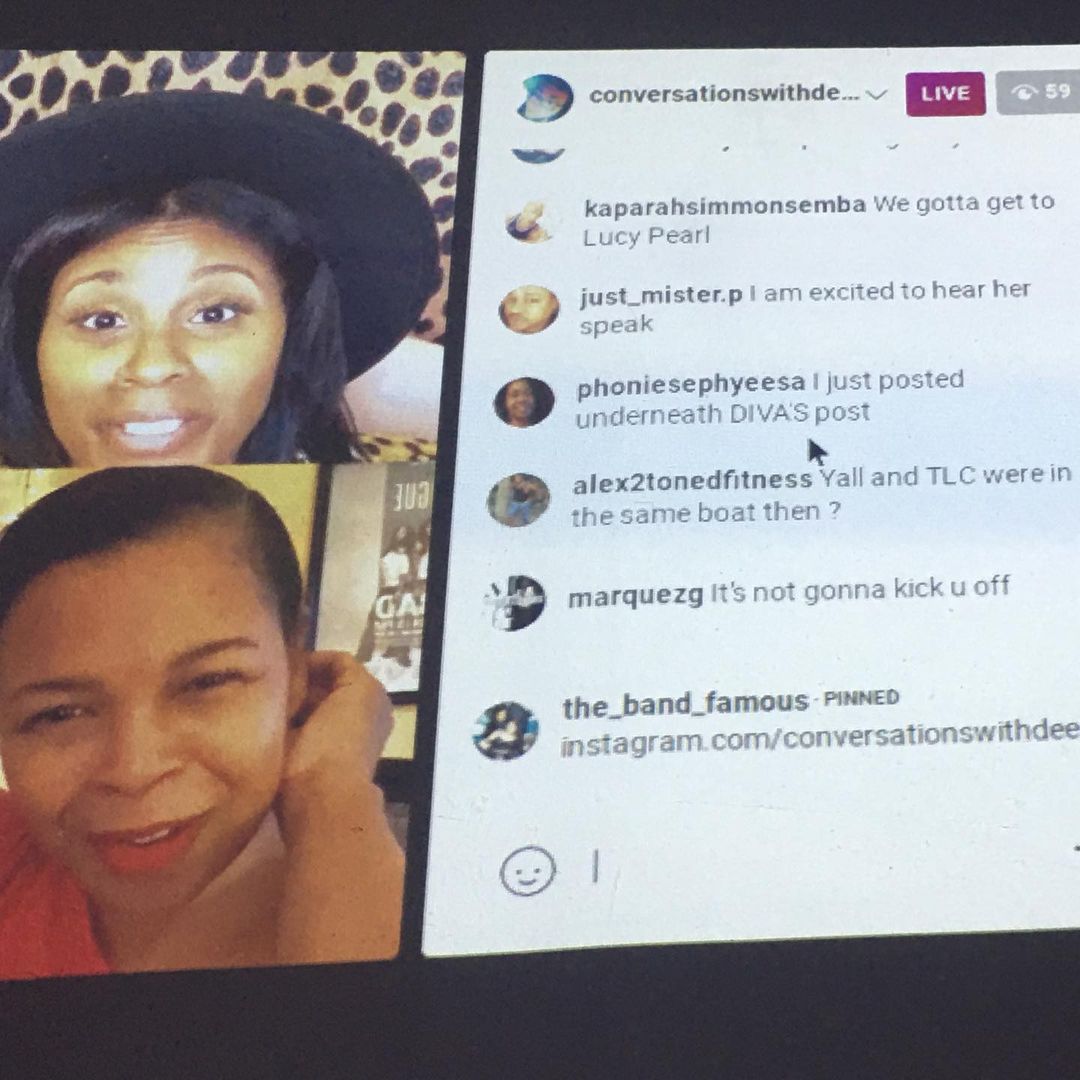 conversationswithde...
LIVE
59
kaparahsimmonsemba We gotta get to
Lucy Pearl
just_mister.p I am excited to hear her
speak
phoniesephyeesa I just posted
underneath DIVA'S post
alex2tonedfitness Yall and TLC were in
the same boat then ?
marquezg It's not gonna kick u off
the_band_famous · PINNED
instagram.com/conversationswithdee